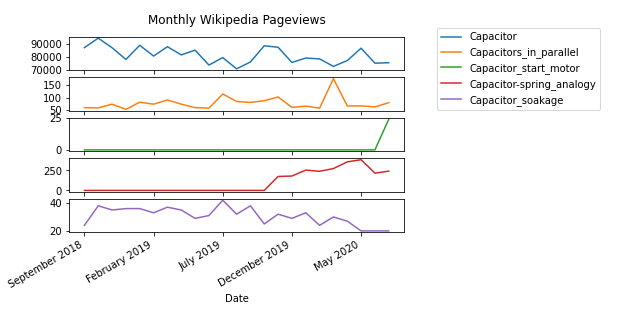 Monthly Wikipedia Pageviews
90000
80000
70000
150
100
50
25
0
250
0
40
20
September 2018
February 2019
July 2019
December 2019
May 2020
Date
Capacitor
Capacitors_in_parallel
Capacitor_start_motor
Capacitor-spring_analogy
Capacitor_soakage